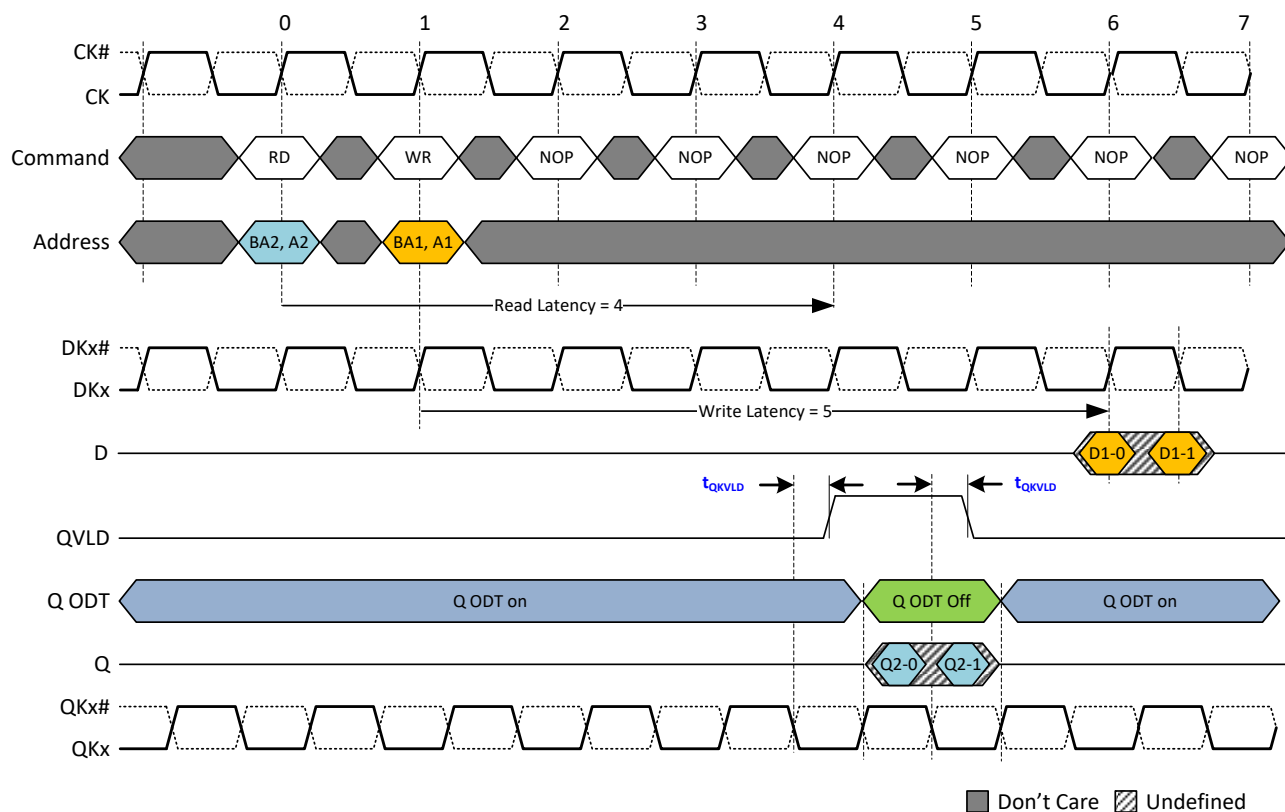 0 1 2 3 4 5 6 7
CK#
CK
Command RD WR NOP NOP NOP NOP NOP NOP
Address BA2, A2 BA1, A1
Read Latency = 4
DKx#
DKx
Write Latency = 5
D D1-0 D1-1
tQKVLD tQKVLD
QVLD
Q ODT Q ODT on Q ODT Off Q ODT on
Q Q2-0 Q2-1
QKx#
QKx
Don't Care Undefined